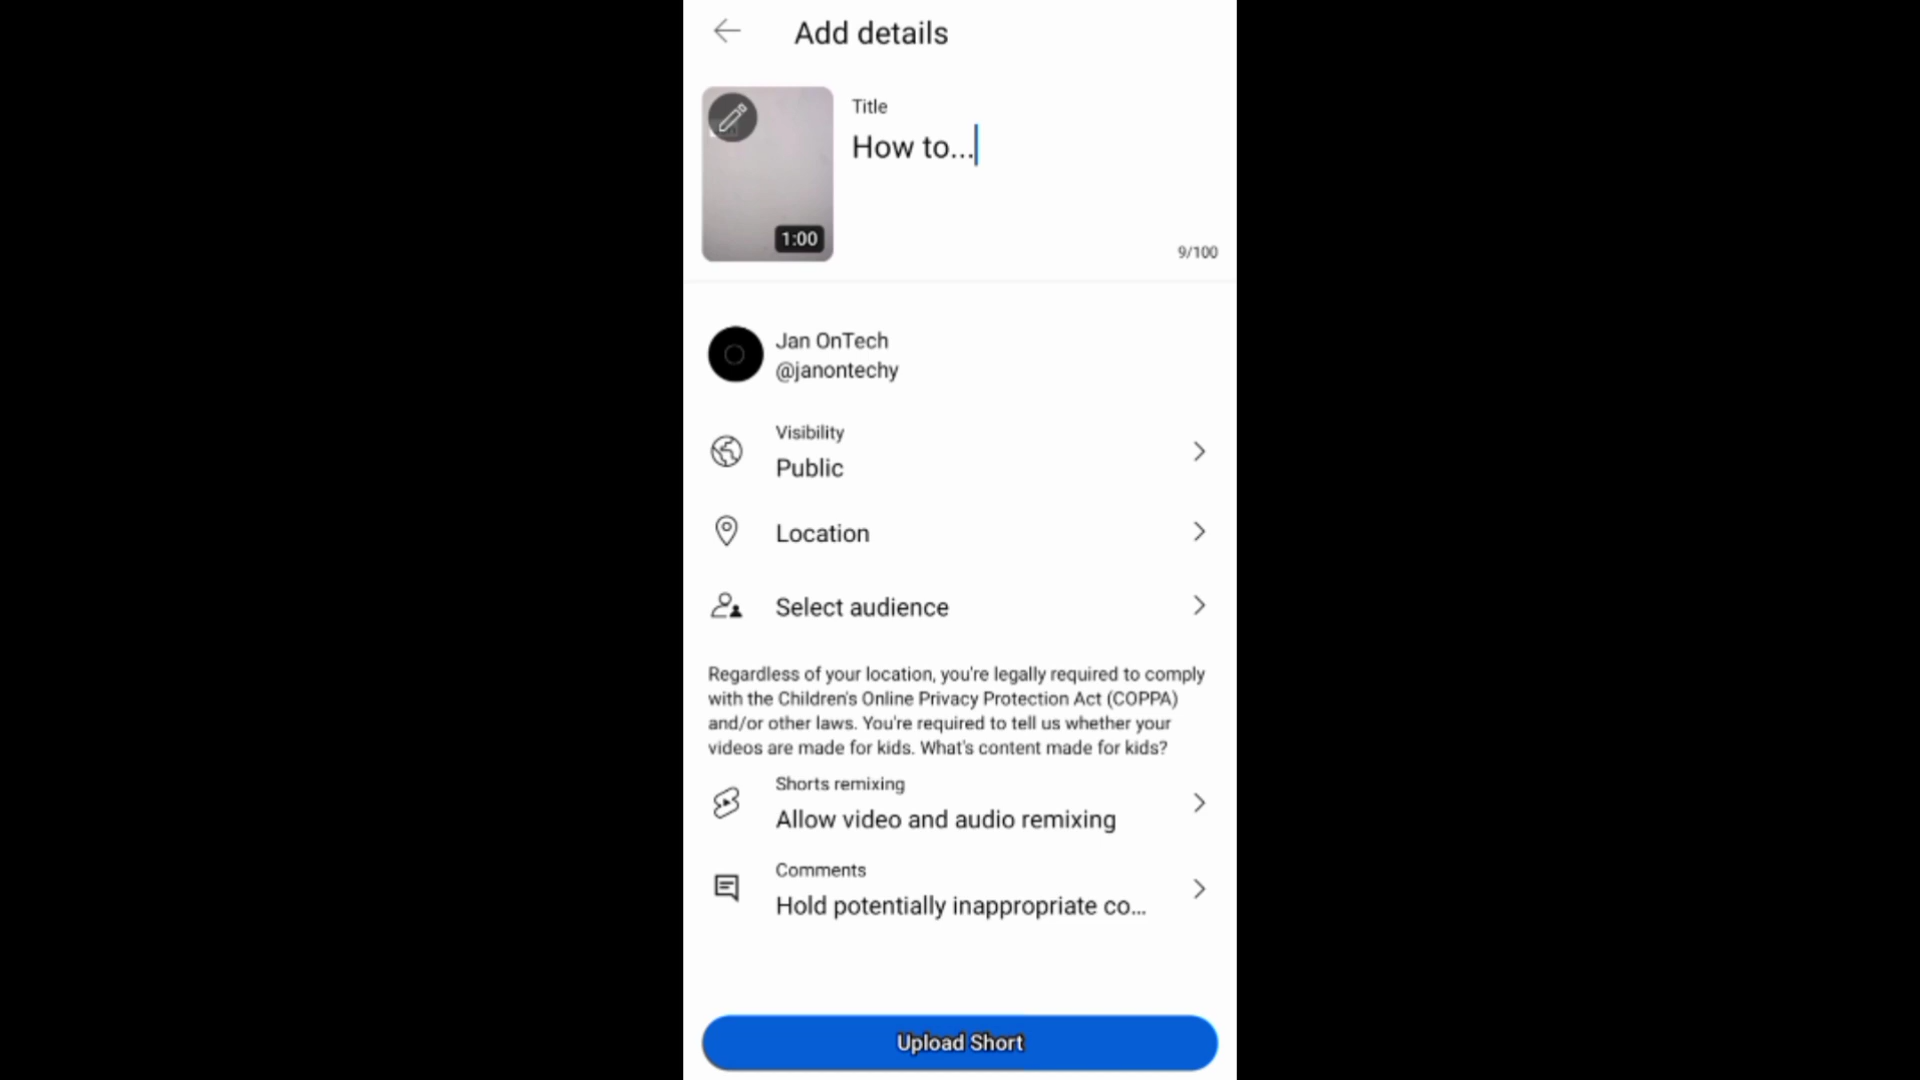 Add details
Title
How to...
1:00
9/100
Jan OnTech
@janontechy
Visibility
Public
Location
Select audience
Regardless of your location, you're legally required to comply
with the Children's Online Privacy Protection Act (COPPA)
and/or other laws. You're required to tell us whether your
videos are made for kids. What's content made for kids?
Shorts remixing
Allow video and audio remixing
Comments
Hold potentially inappropriate co...
Upload Short